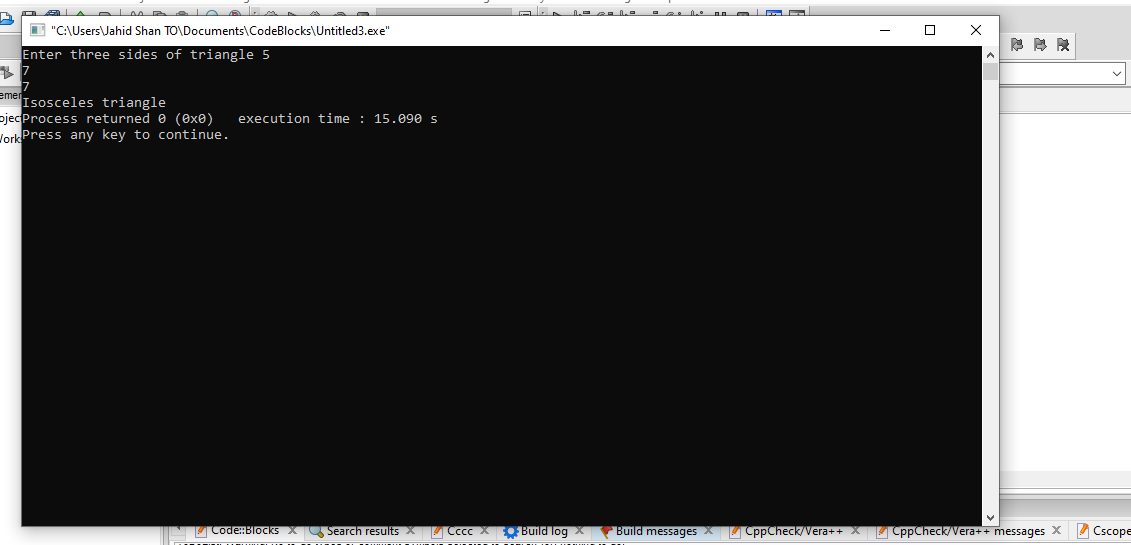 "C:\Users\Jahid Shan TO\Documents\CodeBlocks\Untitled3.exe"
Enter three sides of triangle 5
7
7
Isosceles triangle
Process returned 0 (0x0)   execution time : 15.090 s
Press any key to continue.
Code::Blocks
Search results
Cccc
Build log
Build messages
CppCheck/Vera++
CppCheck/Vera++ messages
Cscope